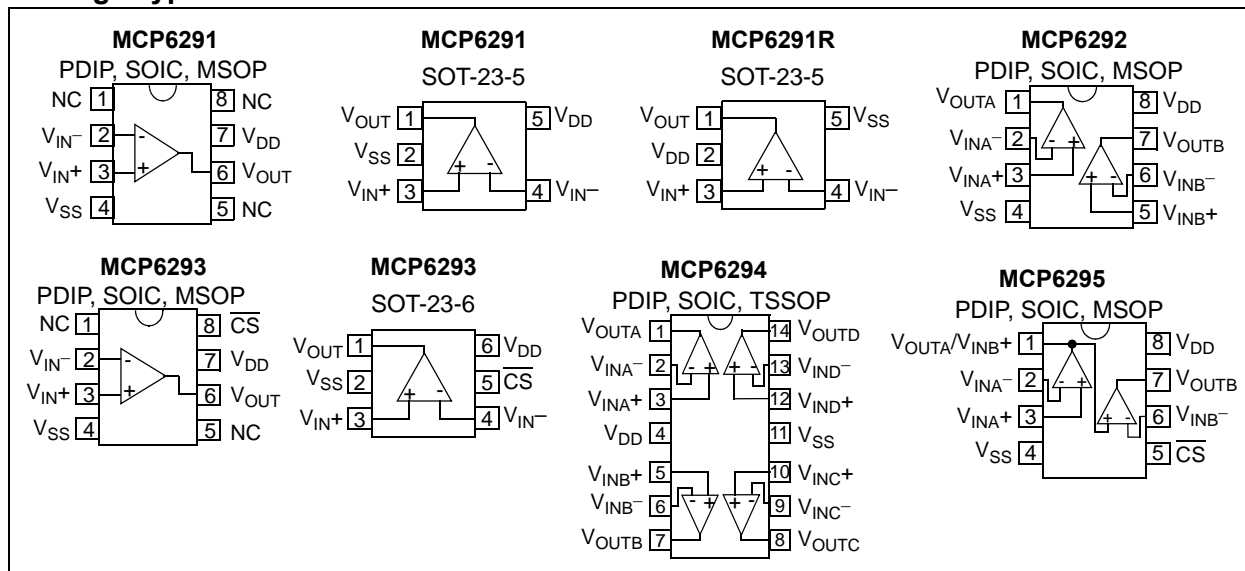 MCP6291
PDIP, SOIC, MSOP
NC 1
8 NC
VIN– 2
7 VDD
VIN+ 3
6 VOUT
VSS 4
5 NC
- +
MCP6291
SOT-23-5
VOUT 1
5 VDD
VSS 2
VIN+ 3
4 VIN–
+ -
MCP6291R
SOT-23-5
VOUT 1
5 VSS
VDD 2
VIN+ 3
4 VIN–
+ -
MCP6292
PDIP, SOIC, MSOP
VOUTA 1
8 VDD
VINA– 2
7 VOUTB
VINA+ 3
6 VINB–
VSS 4
5 VINB+
- +
+ -
MCP6293
PDIP, SOIC, MSOP
NC 1
8 CS
VIN– 2
7 VDD
VIN+ 3
6 VOUT
VSS 4
5 NC
- +
MCP6293
SOT-23-6
VOUT 1
6 VDD
VSS 2
5 CS
VIN+ 3
4 VIN–
+ -
MCP6294
PDIP, SOIC, TSSOP
VOUTA 1
14 VOUTD
VINA– 2
13 VIND–
VINA+ 3
12 VIND+
VDD 4
11 VSS
VINB+ 5
10 VINC+
VINB– 6
9 VINC–
VOUTB 7
8 VOUTC
- + + -
- + + -
MCP6295
PDIP, SOIC, MSOP
VOUTA/VINB+ 1
8 VDD
VINA– 2
7 VOUTB
VINA+ 3
6 VINB–
VSS 4
5 CS
- +
+ -